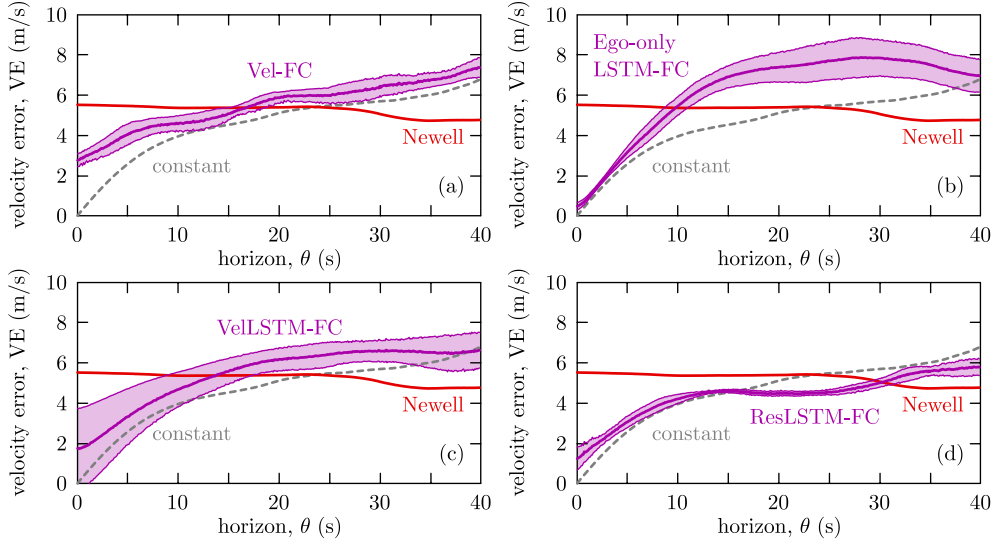 velocity error, VE (m/s)
10
8
6
4
2
0
Vel-FC
constant
Newell
(a)
0
10
20
30
40
horizon, θ (s)
velocity error, VE (m/s)
10
8
6
4
2
0
Ego-only
LSTM-FC
constant
Newell
(b)
0
10
20
30
40
horizon, θ (s)
velocity error, VE (m/s)
10
8
6
4
2
0
VelLSTM-FC
constant
Newell
(c)
0
10
20
30
40
horizon, θ (s)
velocity error, VE (m/s)
10
8
6
4
2
0
constant
Newell
ResLSTM-FC
(d)
0
10
20
30
40
horizon, θ (s)